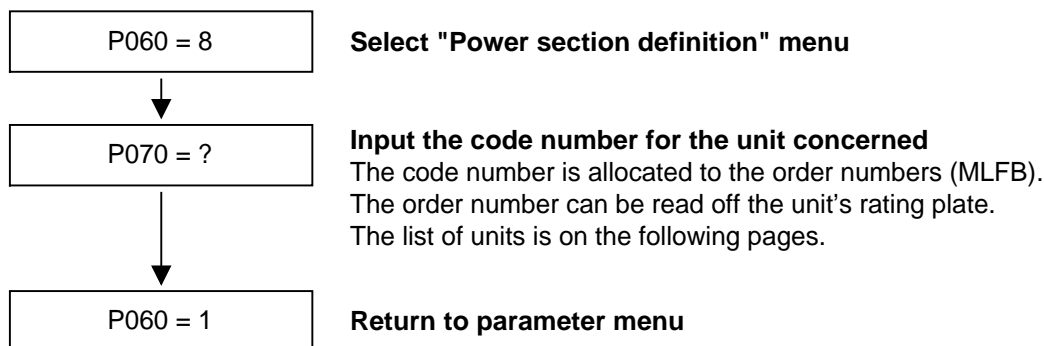 P060 = 8
Select "Power section definition" menu
P070 = ?
Input the code number for the unit concerned
The code number is allocated to the order numbers (MLFB).
The order number can be read off the unit's rating plate.
The list of units is on the following pages.
P060 = 1
Return to parameter menu